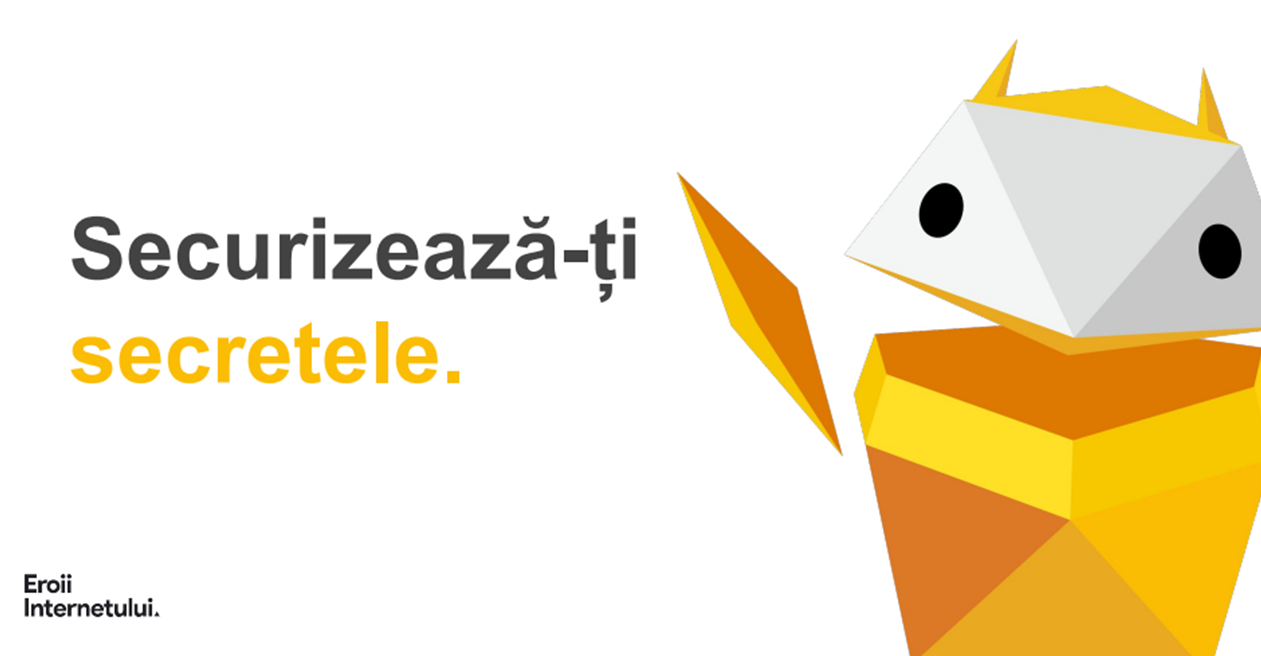 Securizează-ți
secretele.
Eroii
Internetului.